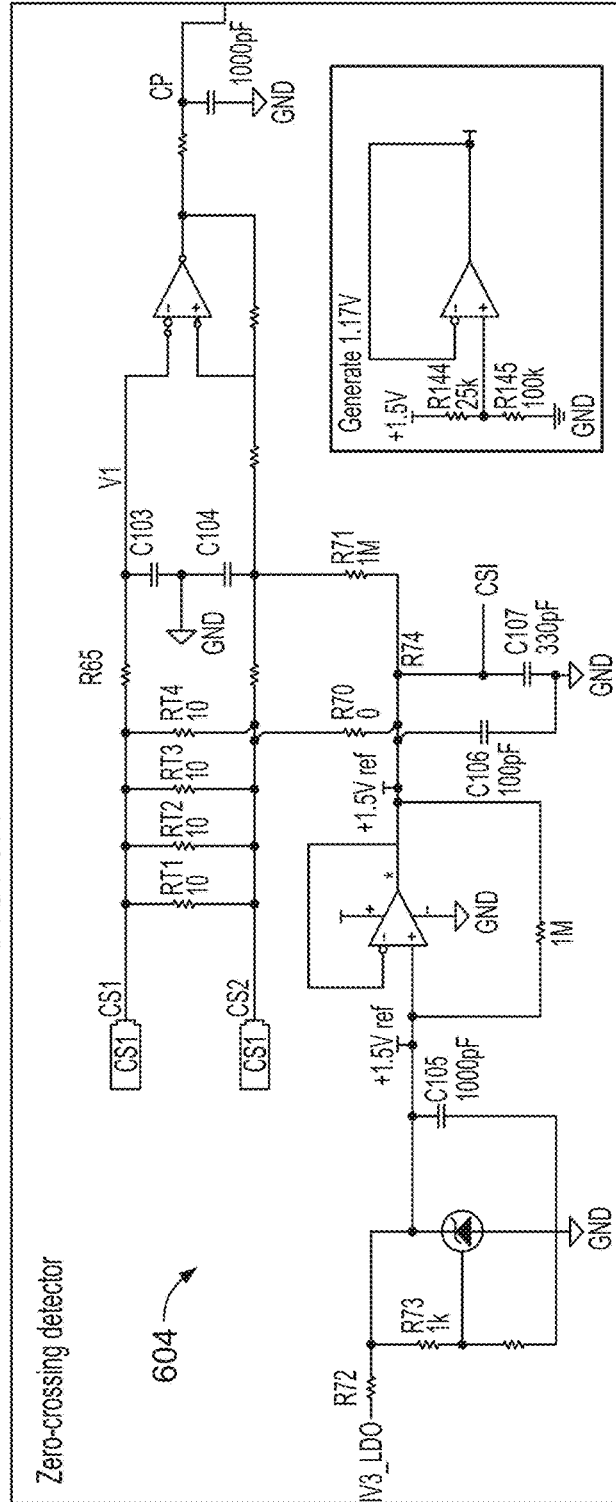 Zero-crossing detector
604
CS1
CS1
CS2
CS1
RT1
10
RT2
10
RT3
10
RT4
10
R65
V1
C103
C104
GND
-
+
CP
1000pF
GND
IV3_LDO
R72
R73
1k
GND
C105
1000pF
+1.5V ref
-
+
+
-
*
GND
1M
+1.5V ref
R70
0
R71
1M
R74
C106
100pF
CSI
C107
330pF
GND
Generate 1.17V
+1.5V
R144
25k
R145
100k
GND
-
+